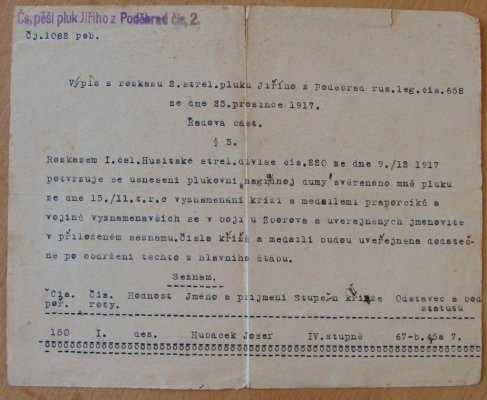 Čs. pěší pluk Jiřího z Poděbrad čís. 2.
Čj.1082 pob.
Výpis z rozkazu 2.střel.pluku Jiřího z Poděbrad rus.leg.čís.658
ze dne 23.prosince 1917.
Řadová část.
§ 3.
Rozkazem I.čsl.Husitské střel.divise čís.220 ze dne 9./12 1917
potvrzuje se usnesení plukovní nagradnoj dumy svěřeného mně pluku
ze dne 13./11.t.r.o vyznamenání kříži a medailemi praporčíků a
vojínů vyznamenavších se v boji u Zborova a uveřejněných jmenovitě
v přiloženém seznamu.Čísla křížů a medailí budou uveřejněna dodateč-
ně po obdržení těchto z hlavního štábu.
Seznam.
Čís. Čís. Hodnost Jméno a příjmení Stupeň kříže Odstavec a bod
poř. roty. statutu
150 I. des. Hubáček Josef IV.stupně 67-b. a 7.